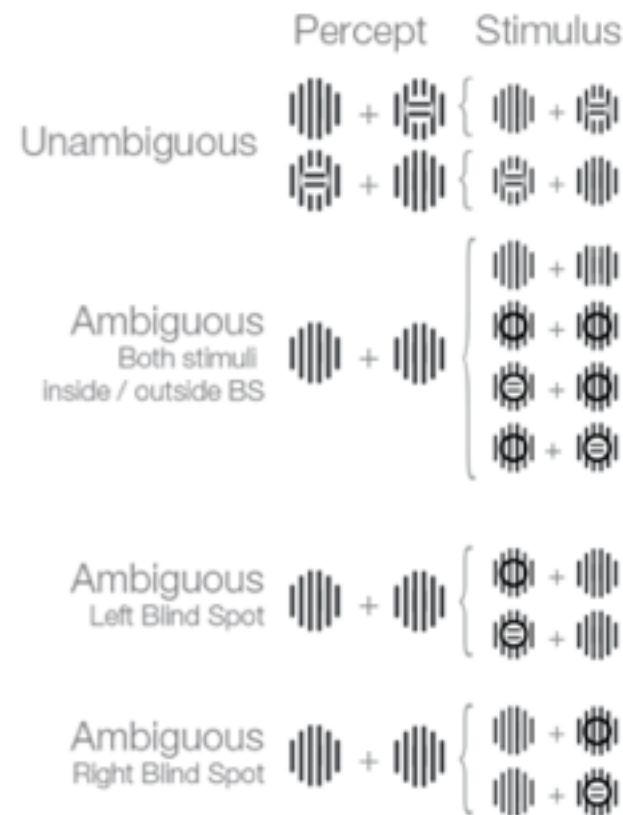 Percept Stimulus
Unambiguous
Ambiguous
Both stimuli
inside / outside BS
Ambiguous
Left Blind Spot
Ambiguous
Right Blind Spot